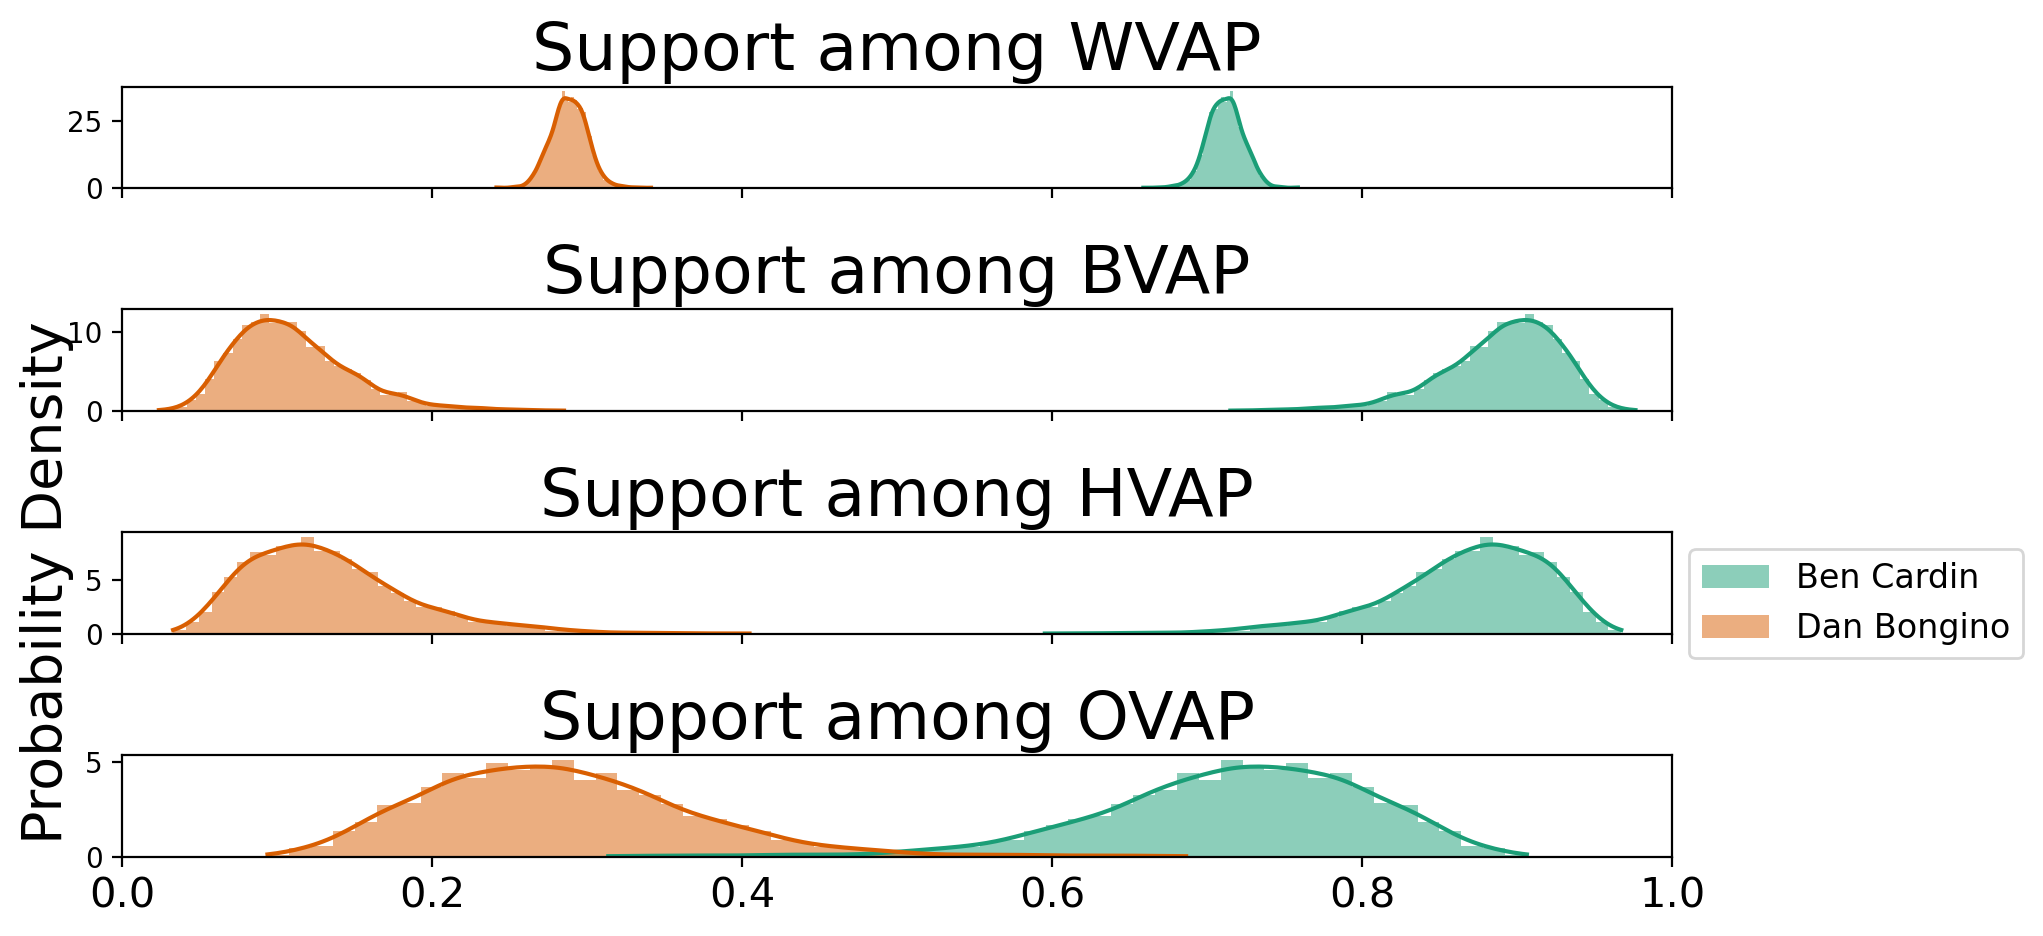 Support among WVAP
25
0
Support among BVAP
10
0
Support among HVAP
5
0
Support among OVAP
5
0
0.0 0.2 0.4 0.6 0.8 1.0
Probability Density
Ben Cardin
Dan Bongino